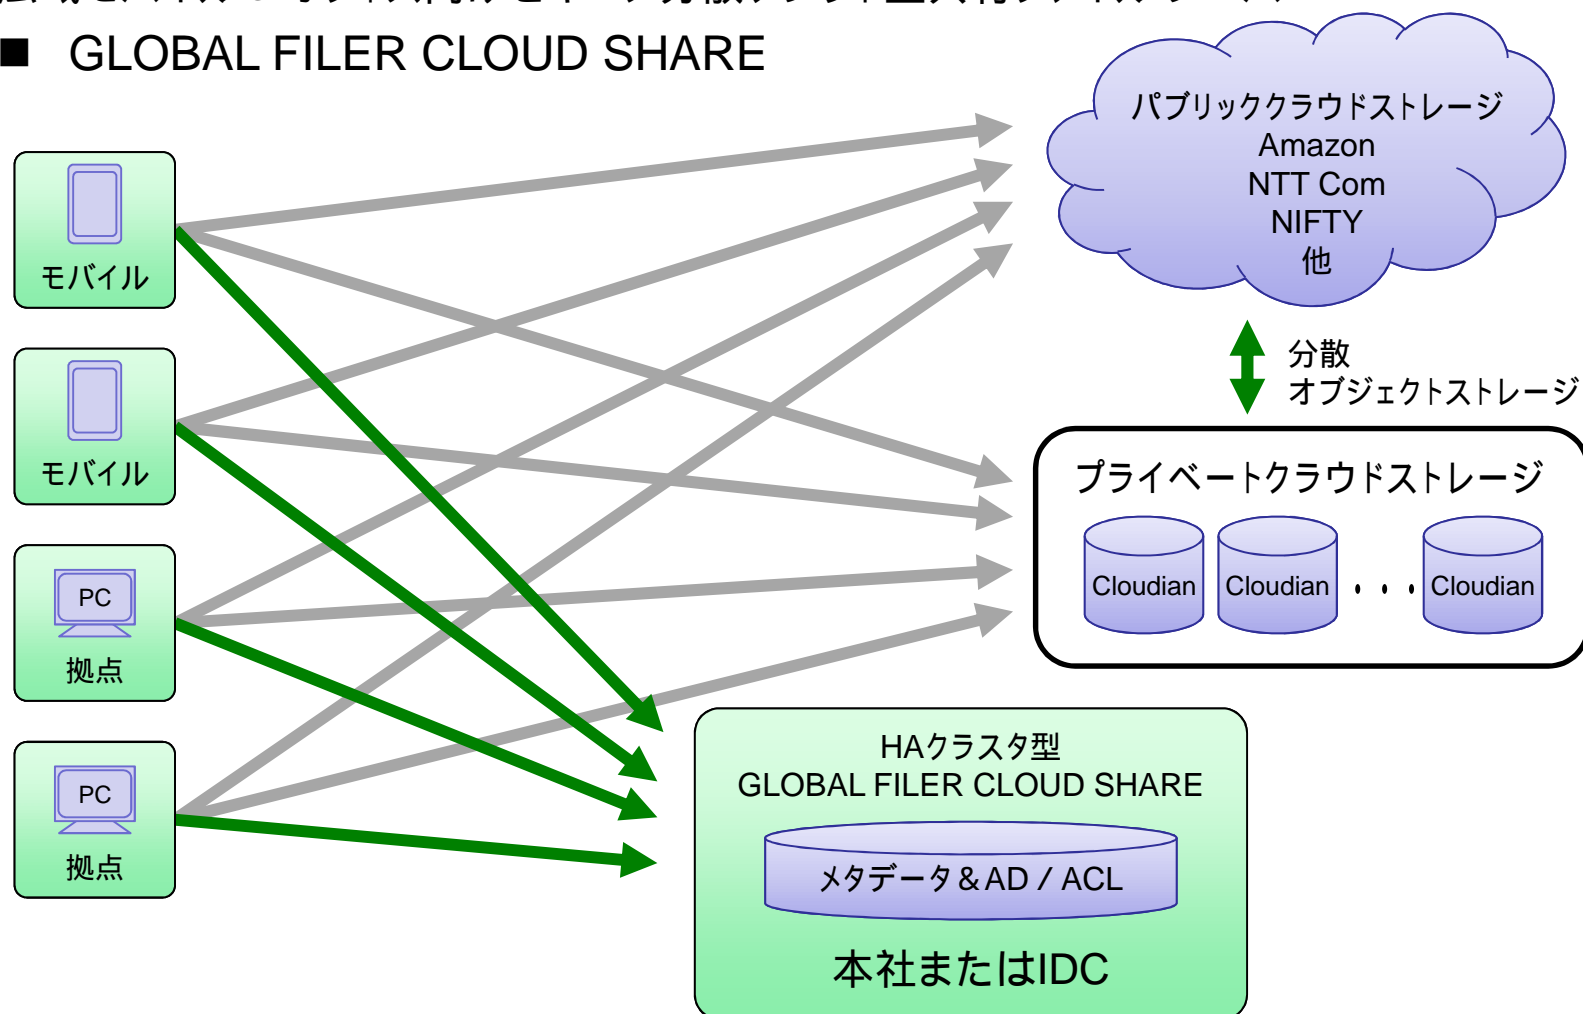 ■ GLOBAL FILER CLOUD SHARE
パブリッククラウドストレージ
Amazon
NTT Com
NIFTY
他
モバイル
モバイル
PC
拠点
PC
拠点
分散
オブジェクトストレージ
プライベートクラウドストレージ
Cloudian Cloudian ・・・ Cloudian
HAクラスタ型
GLOBAL FILER CLOUD SHARE
メタデータ&AD / ACL
本社またはIDC